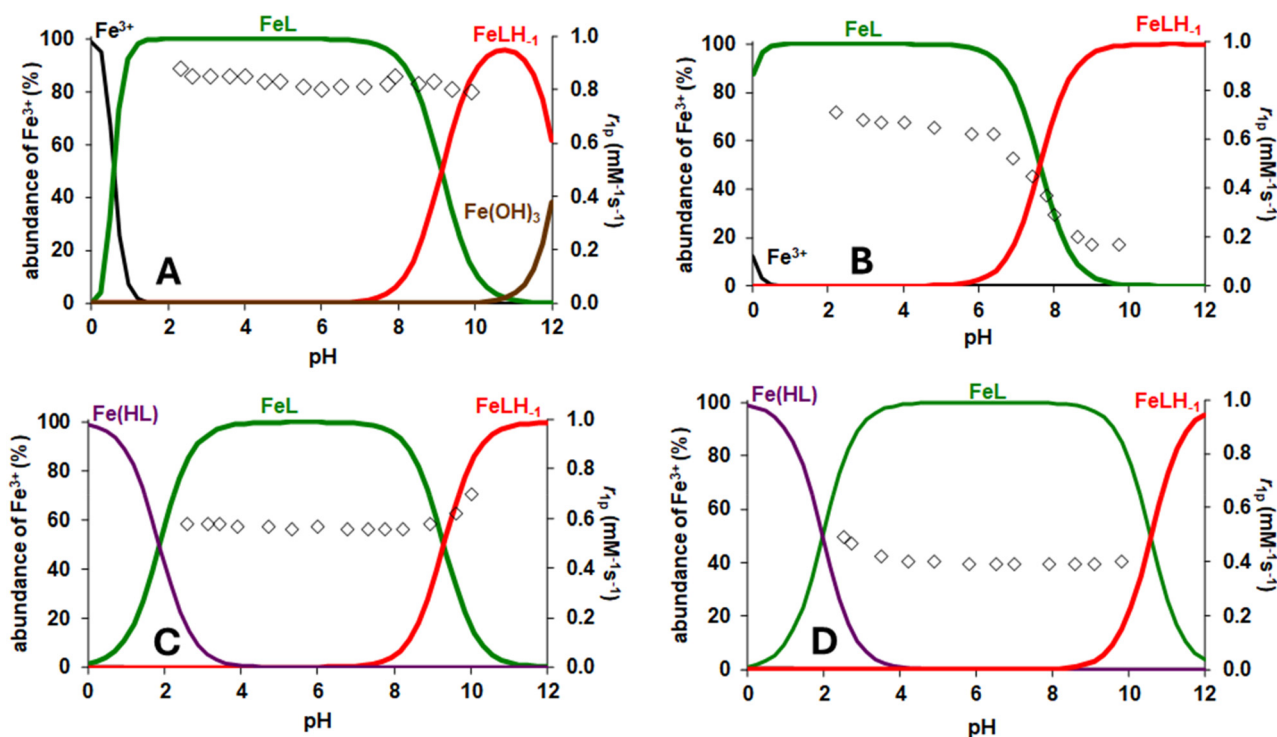 Fe³⁺
FeL
FeLH₋₁
Fe(OH)₃
A
abundance of Fe³⁺ (%)
100
80
60
40
20
0
1.0
0.8
0.6
0.4
0.2
0.0
r₁ₚ (mM⁻¹s⁻¹)
0 2 4 6 8 10 12
pH
FeL
FeLH₋₁
Fe³⁺
B
abundance of Fe³⁺ (%)
100
80
60
40
20
0
1.0
0.8
0.6
0.4
0.2
0.0
r₁ₚ (mM⁻¹s⁻¹)
0 2 4 6 8 10 12
pH
Fe(HL)
FeL
FeLH₋₁
C
abundance of Fe³⁺ (%)
100
80
60
40
20
0
1.0
0.8
0.6
0.4
0.2
0.0
r₁ₚ (mM⁻¹s⁻¹)
0 2 4 6 8 10 12
pH
Fe(HL)
FeL
FeLH₋₁
D
abundance of Fe³⁺ (%)
100
80
60
40
20
0
1.0
0.8
0.6
0.4
0.2
0.0
r₁ₚ (mM⁻¹s⁻¹)
0 2 4 6 8 10 12
pH